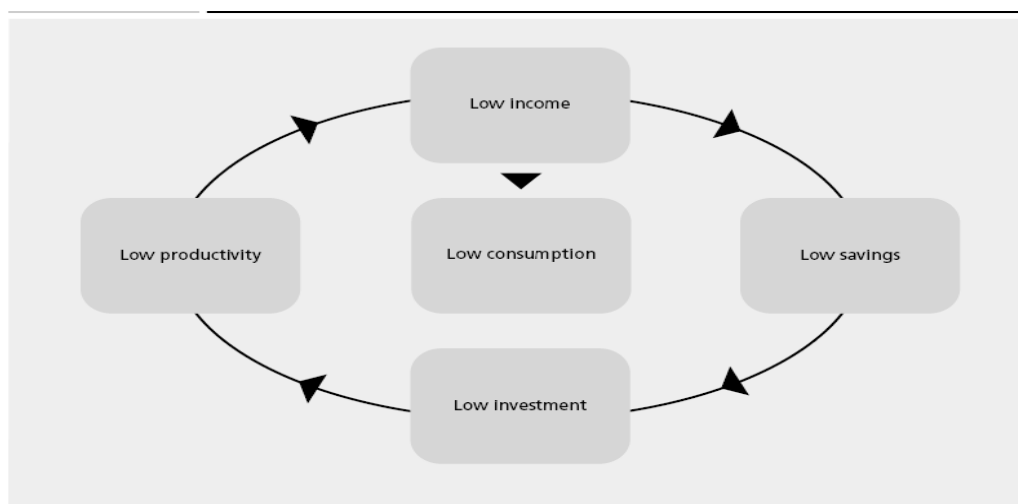 Low income
Low productivity
Low consumption
Low savings
Low investment